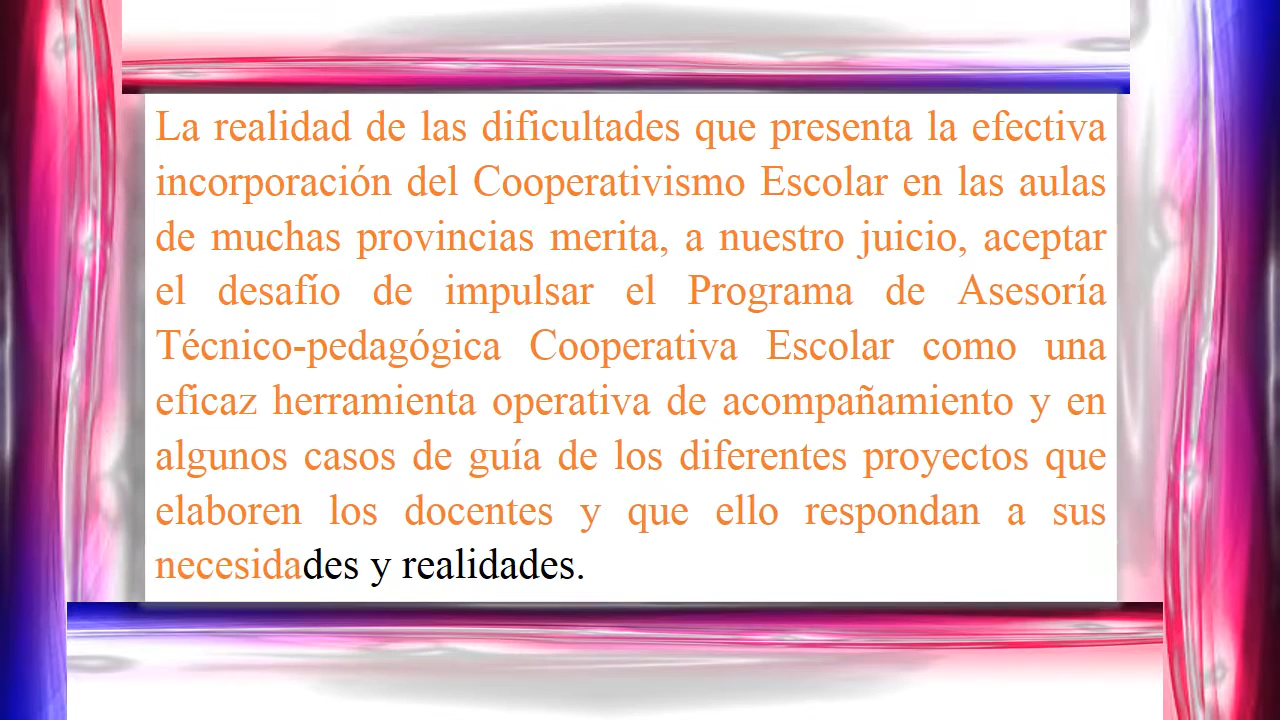 La realidad de las dificultades que presenta la efectiva
incorporación del Cooperativismo Escolar en las aulas
de muchas provincias merita, a nuestro juicio, aceptar
el desafío de impulsar el Programa de Asesoría
Técnico-pedagógica Cooperativa Escolar como una
eficaz herramienta operativa de acompañamiento y en
algunos casos de guía de los diferentes proyectos que
elaboren los docentes y que ello respondan a sus
necesidades y realidades.